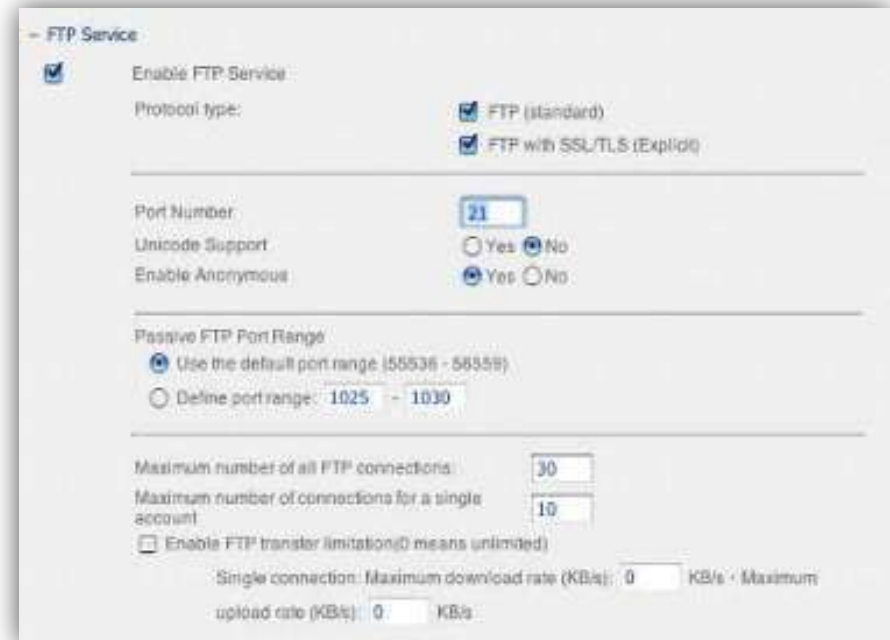 – FTP Service
Enable FTP Service
Protocol type: FTP (standard)
FTP with SSL/TLS (Explicit)
Port Number 21
Unicode Support Yes No
Enable Anonymous Yes No
Passive FTP Port Range
Use the default port range (55536 - 56559)
Define port range: 1025 - 1030
Maximum number of all FTP connections: 30
Maximum number of connections for a single
account 10
Enable FTP transfer limitation(0 means unlimited)
Single connection: Maximum download rate (KB/s): 0 KB/s · Maximum
upload rate (KB/s): 0 KB/s